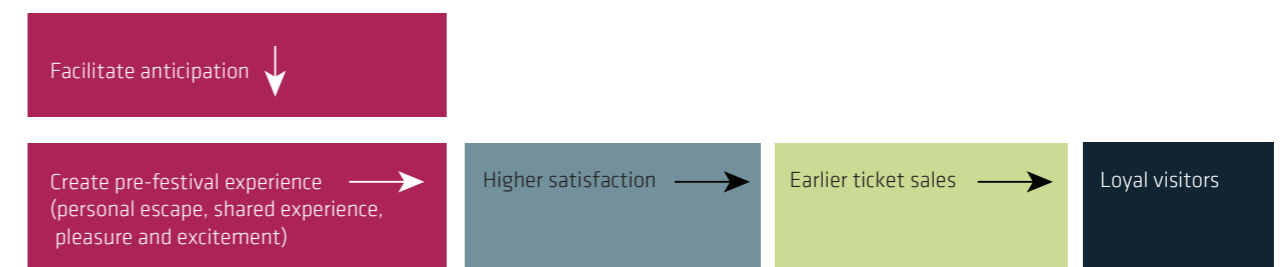 Facilitate anticipation
Create pre-festival experience
(personal escape, shared experience,
pleasure and excitement)
Higher satisfaction
Earlier ticket sales
Loyal visitors